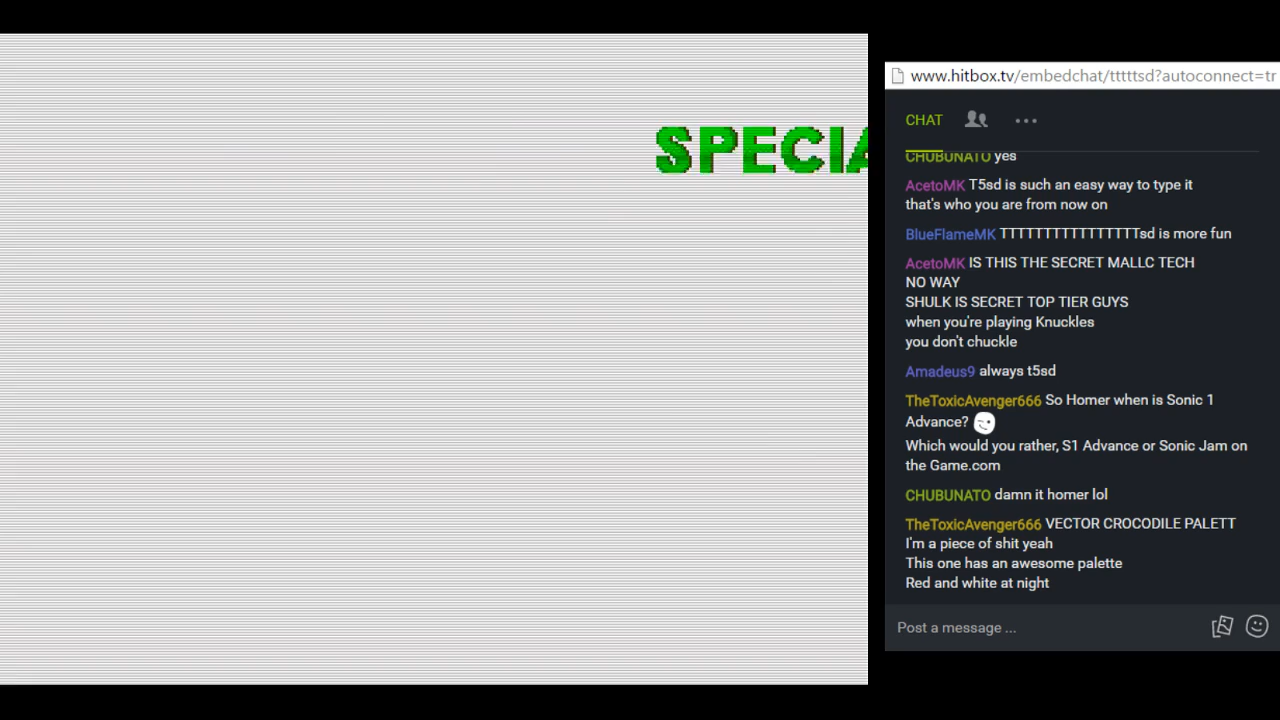 SPECIA
www.hitbox.tv/embedchat/tttttsd?autoconnect=tr
CHAT
CHUBUNATO yes
AcetoMK T5sd is such an easy way to type it
that's who you are from now on
BlueFlameMK TTTTTTTTTTTTTTTTsd is more fun
AcetoMK IS THIS THE SECRET MALLC TECH
NO WAY
SHULK IS SECRET TOP TIER GUYS
when you're playing Knuckles
you don't chuckle
Amadeus9 always t5sd
TheToxicAvenger666 So Homer when is Sonic 1
Advance?
Which would you rather, S1 Advance or Sonic Jam on
the Game.com
CHUBUNATO damn it homer lol
TheToxicAvenger666 VECTOR CROCODILE PALETT
I'm a piece of shit yeah
This one has an awesome palette
Red and white at night
Post a message ...